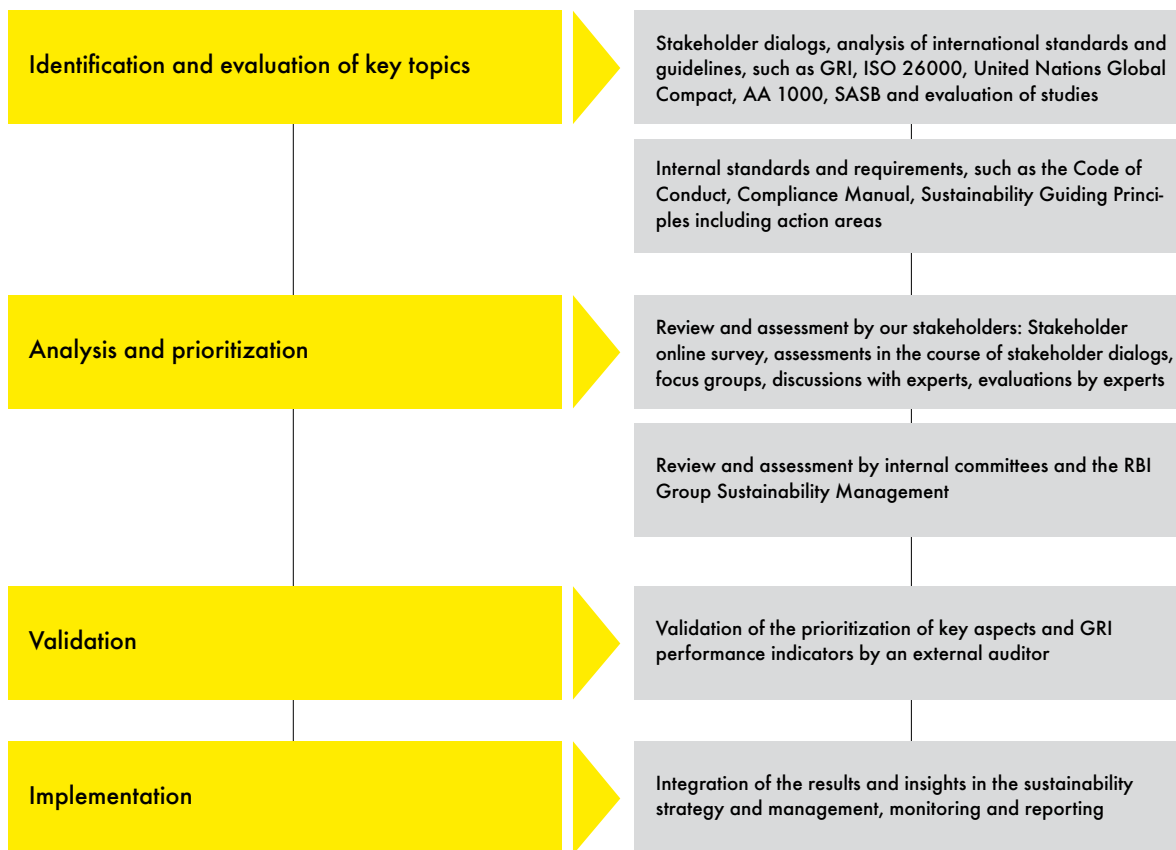 Identification and evaluation of key topics
Stakeholder dialogs, analysis of international standards and
guidelines, such as GRI, ISO 26000, United Nations Global
Compact, AA 1000, SASB and evaluation of studies
Internal standards and requirements, such as the Code of
Conduct, Compliance Manual, Sustainability Guiding Princi-
ples including action areas
Analysis and prioritization
Review and assessment by our stakeholders: Stakeholder
online survey, assessments in the course of stakeholder dialogs,
focus groups, discussions with experts, evaluations by experts
Review and assessment by internal committees and the RBI
Group Sustainability Management
Validation
Validation of the prioritization of key aspects and GRI
performance indicators by an external auditor
Implementation
Integration of the results and insights in the sustainability
strategy and management, monitoring and reporting